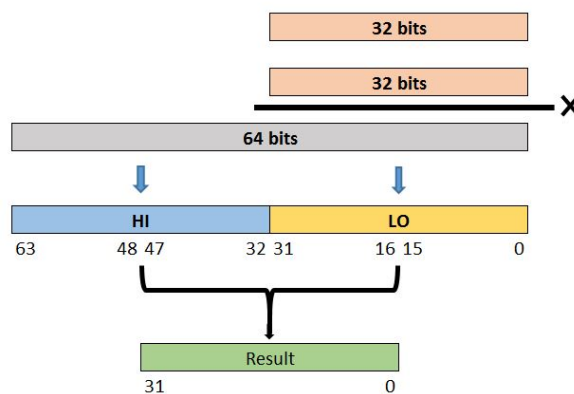 32 bits
32 bits
X
64 bits
HI LO
63 48 47 32 31 16 15 0
Result
31 0